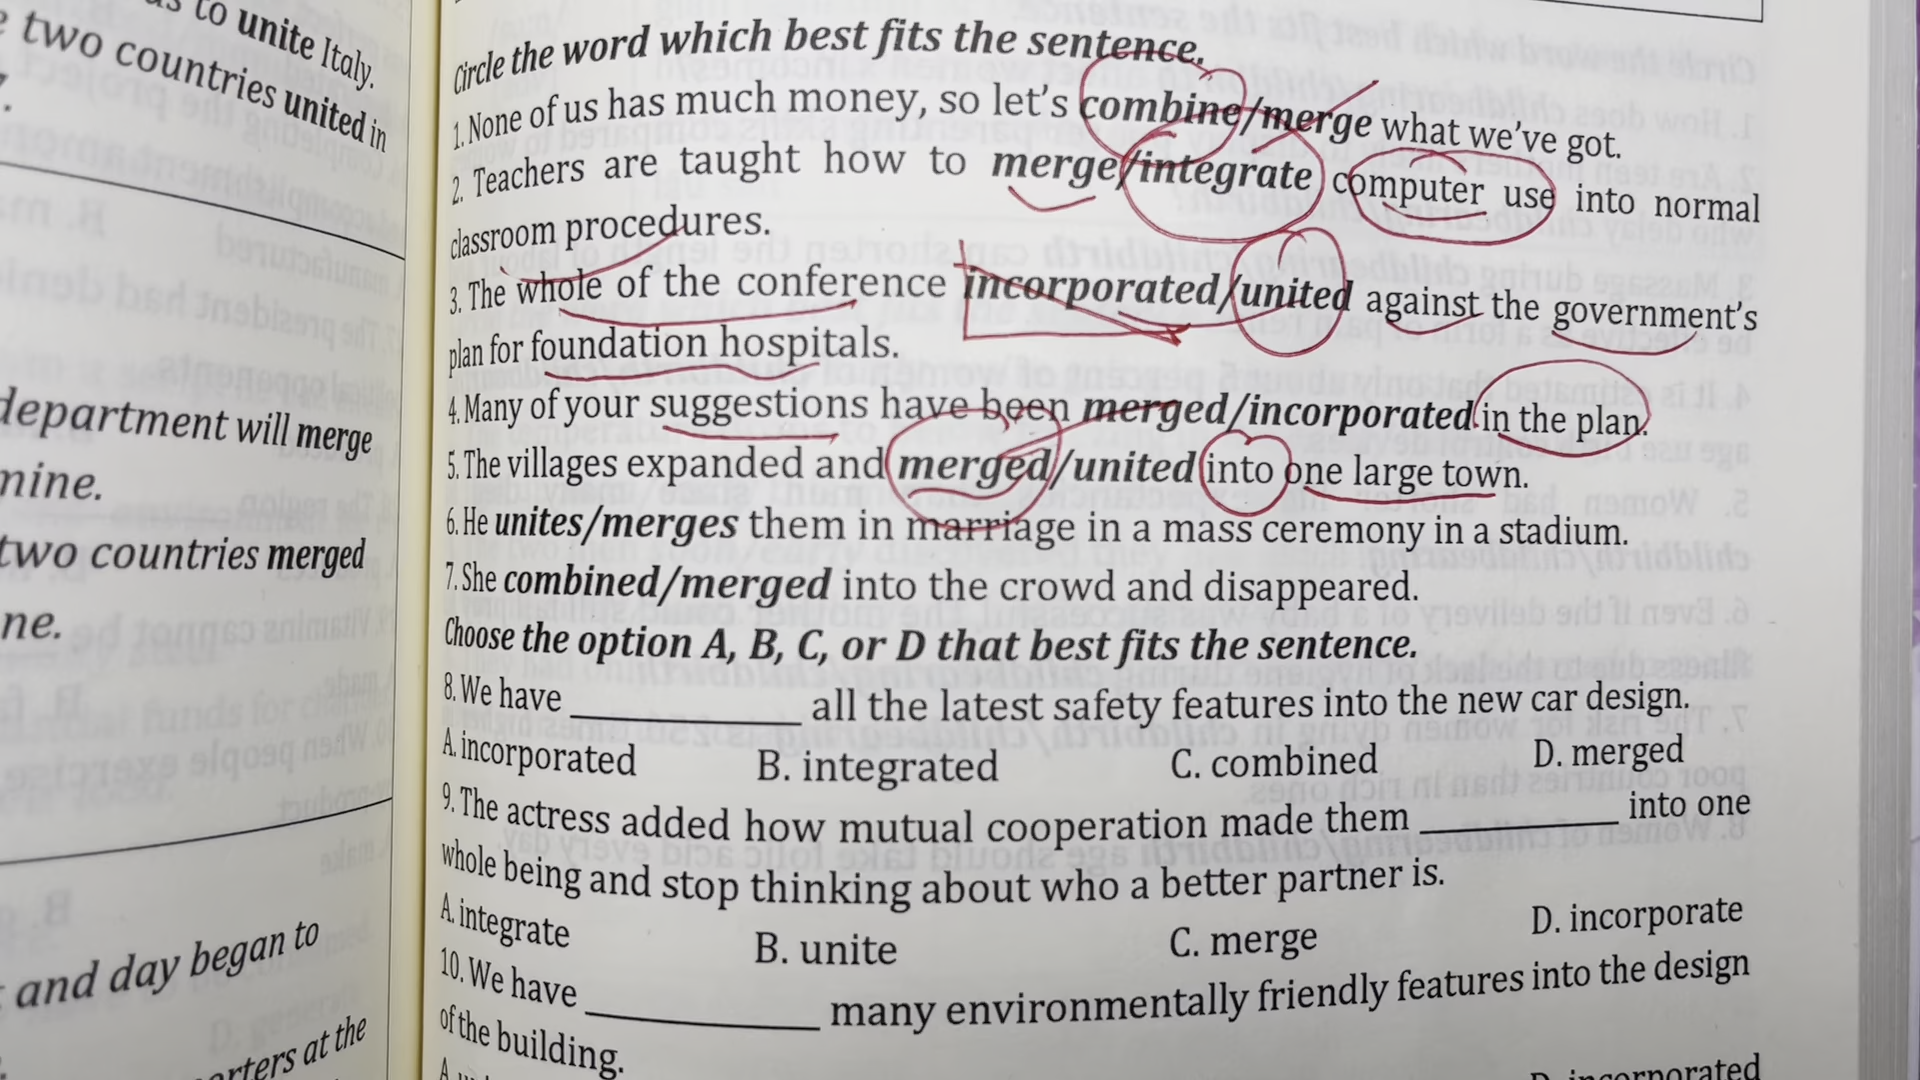 to unite Italy.
two countries united in
department will merge
mine.
two countries merged
ne.
and day began to
orters at the
Circle the word which best fits the sentence.
1. None of us has much money, so let's combine/merge what we've got.
2. Teachers are taught how to merge/integrate computer use into normal
classroom procedures.
3. The whole of the conference incorporated/united against the government's
plan for foundation hospitals.
4. Many of your suggestions have been merged/incorporated in the plan.
5. The villages expanded and merged/united into one large town.
6. He unites/merges them in marriage in a mass ceremony in a stadium.
7. She combined/merged into the crowd and disappeared.
Choose the option A, B, C, or D that best fits the sentence.
8. We have __________ all the latest safety features into the new car design.
A. incorporated B. integrated C. combined D. merged
9. The actress added how mutual cooperation made them __________ into one
whole being and stop thinking about who a better partner is.
A. integrate B. unite C. merge D. incorporate
10. We have __________ many environmentally friendly features into the design
of the building.
D. incorporated